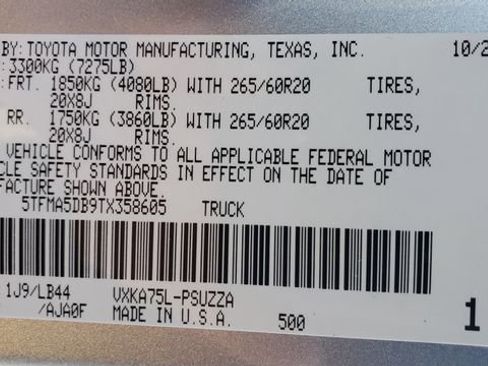 BY: TOYOTA MOTOR MANUFACTURING, TEXAS, INC. 10/2
: 3300KG (7275LB)
: FRT. 1850KG (4080LB) WITH 265/60R20 TIRES,
20X8J RIMS.
RR. 1750KG (3860LB) WITH 265/60R20 TIRES,
20X8J RIMS.
VEHICLE CONFORMS TO ALL APPLICABLE FEDERAL MOTOR
CLE SAFETY STANDARDS IN EFFECT ON THE DATE OF
FACTURE SHOWN ABOVE.
5TFMA5DB9TX358605 TRUCK
1J9/LB44 VXKA75L-PSUZZA
/AJA0F MADE IN U.S.A. 500 1